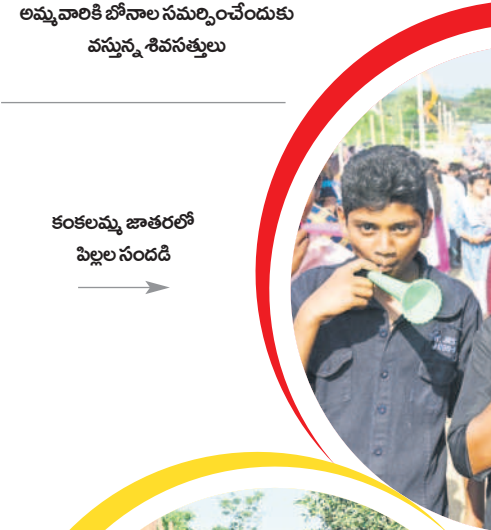 అమ్మవారికి బోనాల సమర్పించేందుకు
వస్తున్న శివసత్తులు
కంకలమ్మ జాతరలో
పిల్లల సందడి